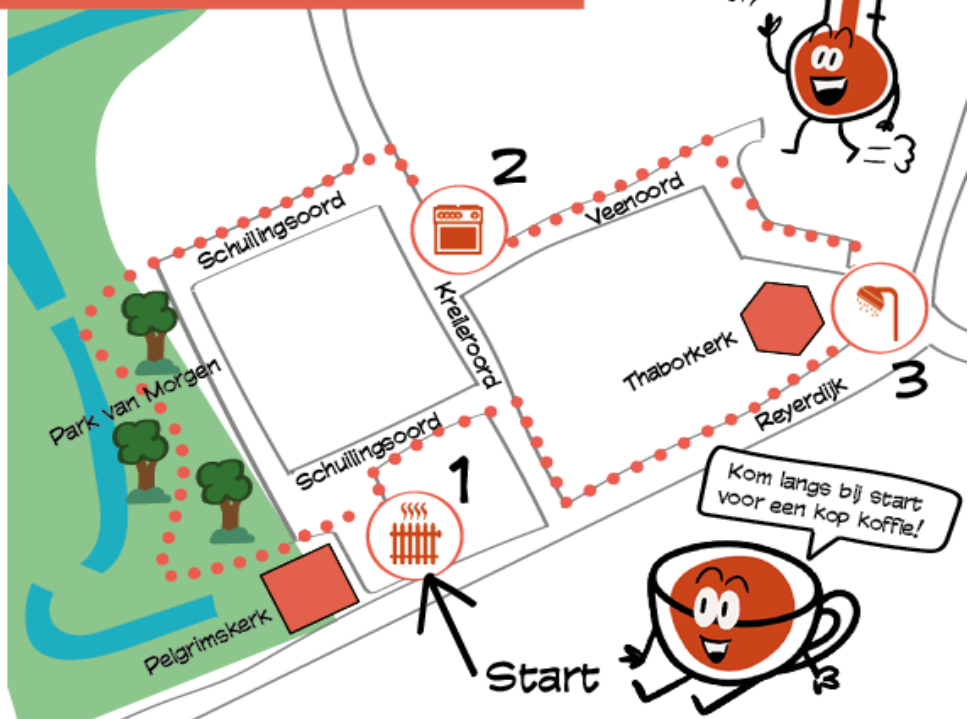 2
Schuilingsoord
Veenoord
Kreileroord
Thaborkerk
3
Park van Morgen
Reyerdijk
Schuilingsoord
1
Kom langs bij start
voor een kop koffie!
Pelgrimskerk
Start